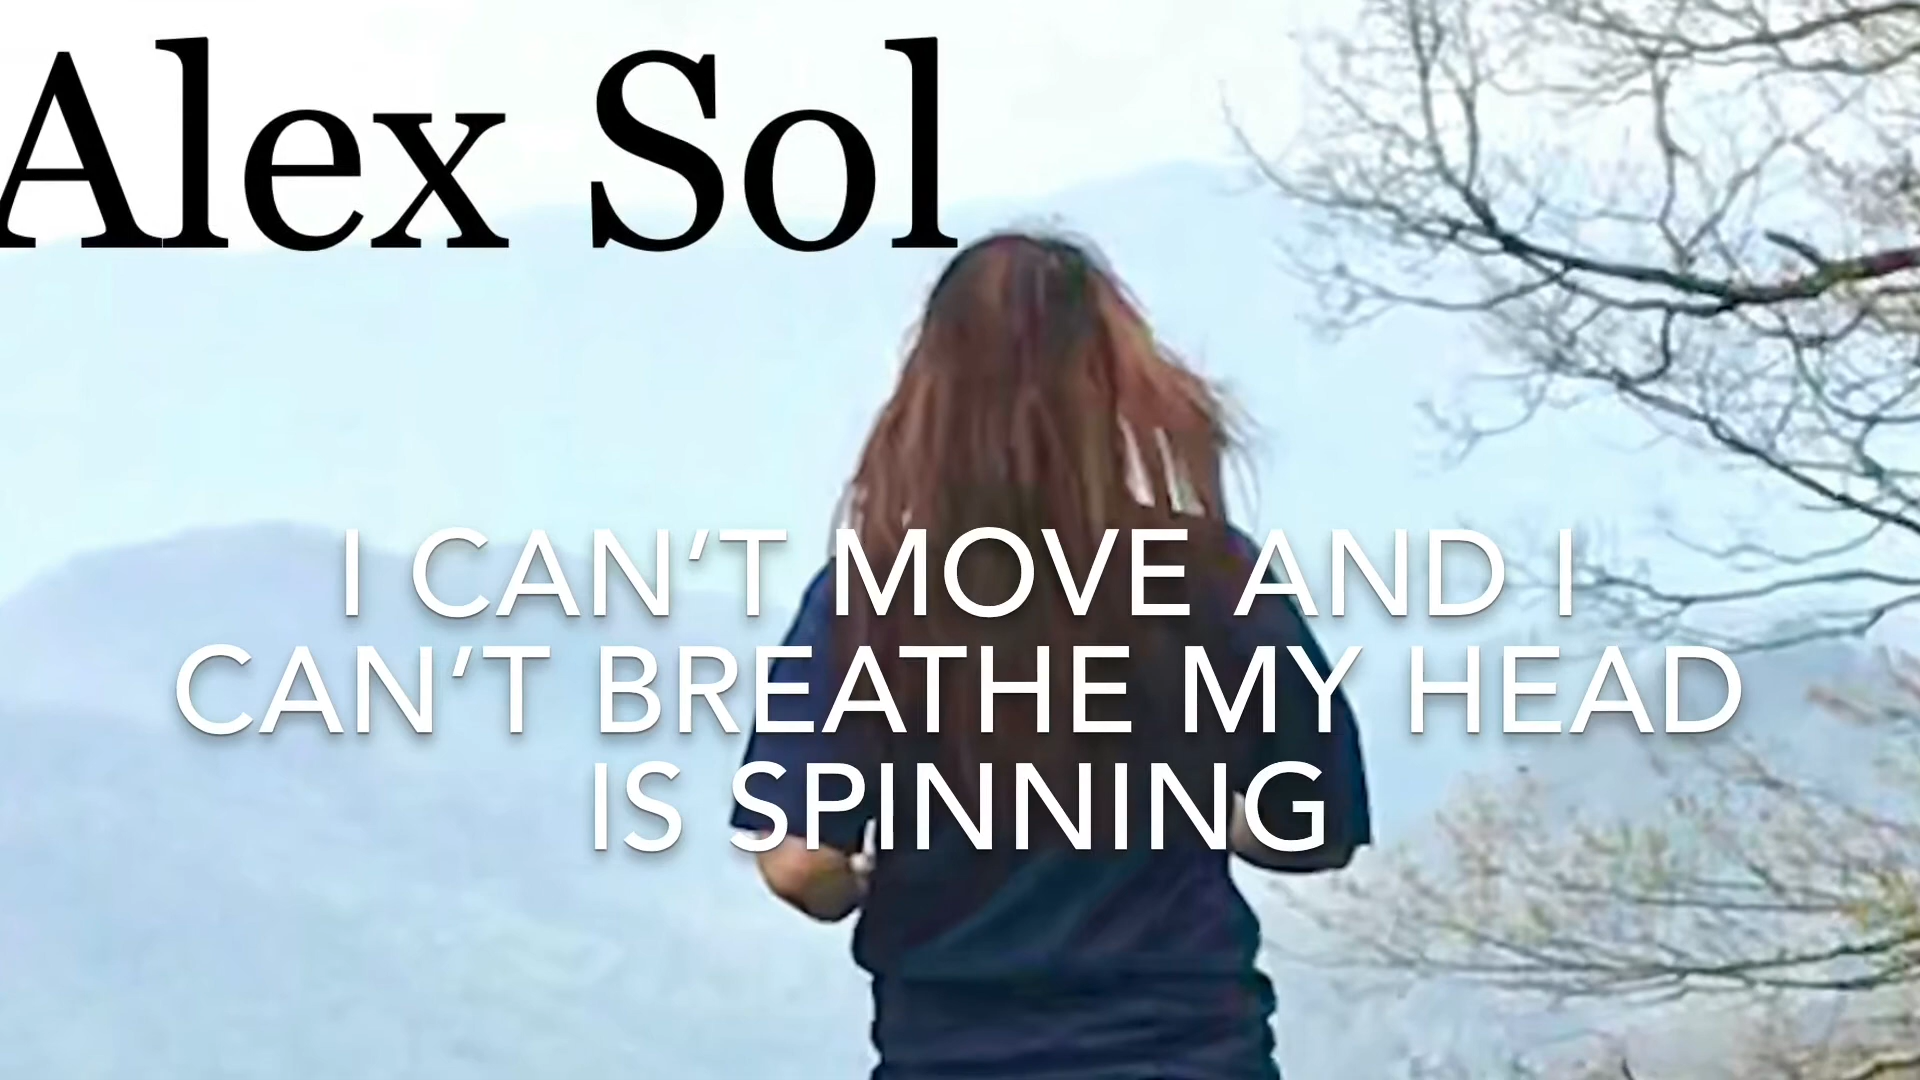 Alex Sol
I CAN’T MOVE AND I
CAN’T BREATHE MY HEAD
IS SPINNING